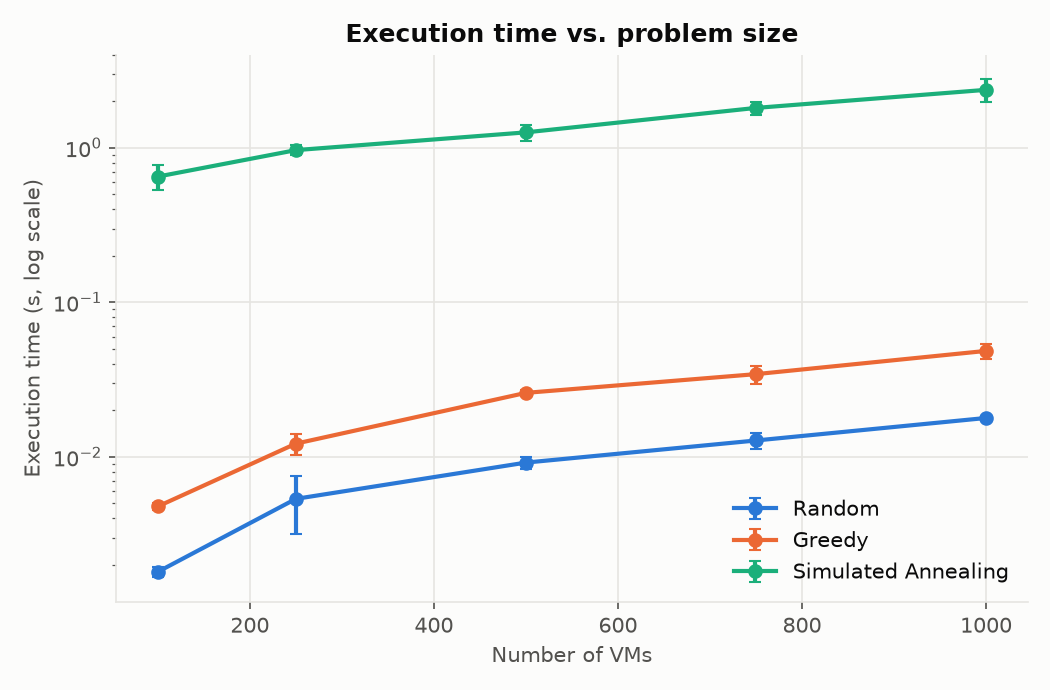 Execution time vs. problem size
Execution time (s, log scale)
10⁰
10⁻¹
10⁻²
Random
Greedy
Simulated Annealing
200 400 600 800 1000
Number of VMs